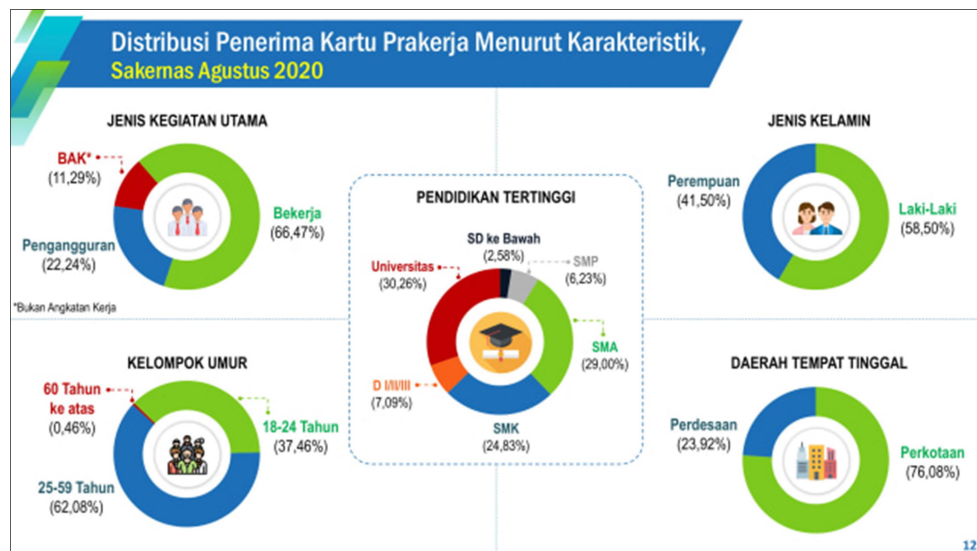 Distribusi Penerima Kartu Prakerja Menurut Karakteristik,
Sakernas Agustus 2020
JENIS KEGIATAN UTAMA
BAK*
(11,29%)
Bekerja
(66,47%)
Pengangguran
(22,24%)
*Bukan Angkatan Kerja
JENIS KELAMIN
Perempuan
(41,50%)
Laki-Laki
(58,50%)
PENDIDIKAN TERTINGGI
SD ke Bawah
(2,58%)
Universitas
(30,26%)
SMP
(6,23%)
SMA
(29,00%)
D I/II/III
(7,09%)
SMK
(24,83%)
KELOMPOK UMUR
60 Tahun
ke atas
(0,46%)
18-24 Tahun
(37,46%)
25-59 Tahun
(62,08%)
DAERAH TEMPAT TINGGAL
Perdesaan
(23,92%)
Perkotaan
(76,08%)
12